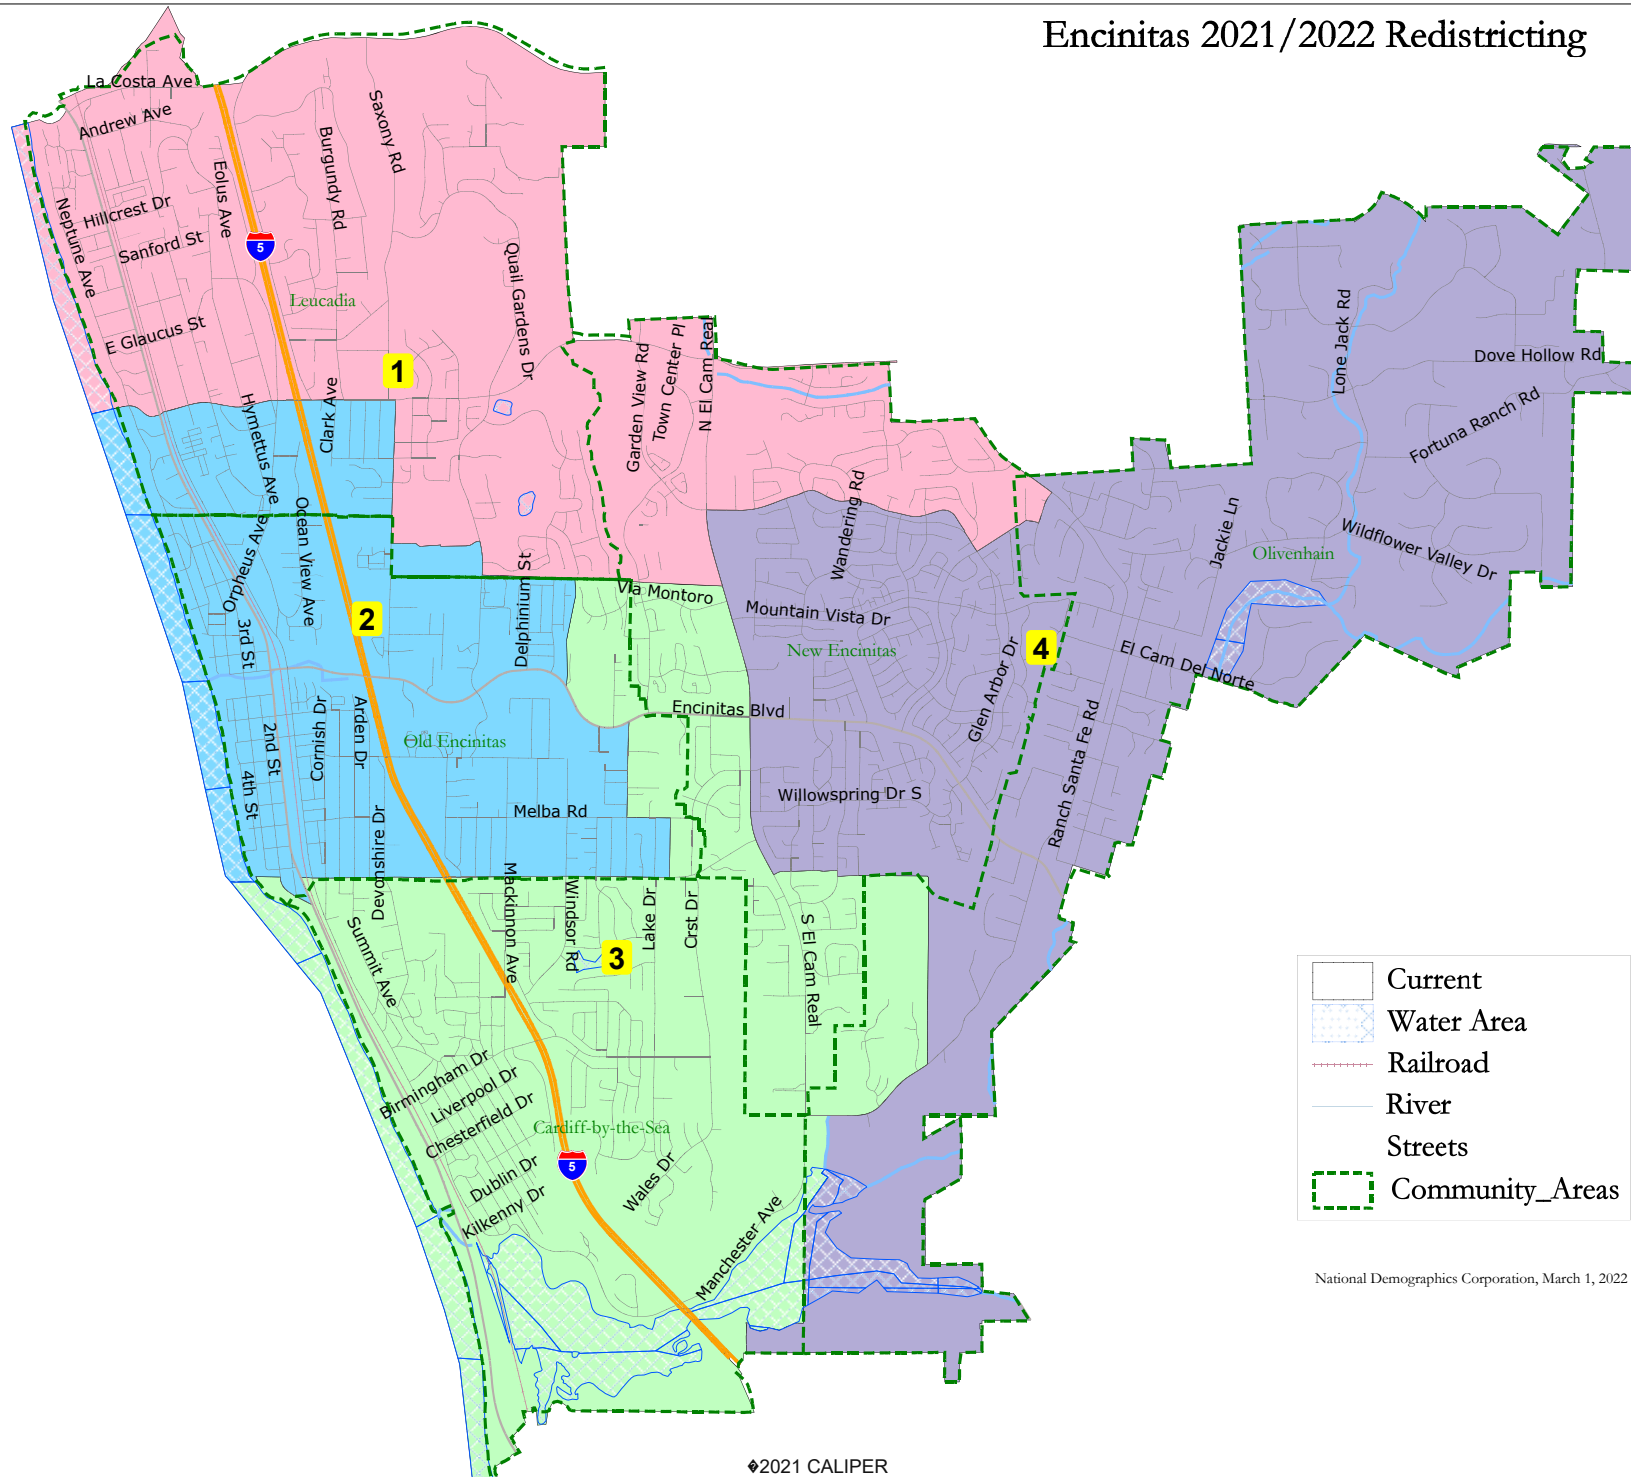 Encinitas 2021/2022 Redistricting
La Costa Ave
Andrew Ave
Saxony Rd
Burgundy Rd
Eolus Ave
Hillcrest Dr
Neptune Ave
Sanford St
5
Quail Gardens Dr
Leucadia
E Glaucus St
1
Garden View Rd
Town Center Pl
N El Cam Real
Lone Jack Rd
Dove Hollow Rd
Fortuna Ranch Rd
Clark Ave
Hymettus Ave
Wandering Rd
Jackie Ln
Wildflower Valley Dr
Olivenhain
Orpheus Ave
Ocean View Ave
Delphinium St
Via Montoro
Mountain Vista Dr
2
3rd St
New Encinitas
4
El Cam Del Norte
Glen Arbor Dr
Encinitas Blvd
Cornish Dr
Arden Dr
2nd St
Old Encinitas
Ranch Santa Fe Rd
4th St
Willowspring Dr S
Melba Rd
Devonshire Dr
Mackinnon Ave
Windsor Rd
Lake Dr
Crst Dr
S El Cam Real
Summit Ave
3
Birmingham Dr
Liverpool Dr
Chesterfield Dr
Cardiff-by-the-Sea
5
Dublin Dr
Wales Dr
Kilkenny Dr
Manchester Ave
Current
Water Area
Railroad
River
Streets
Community_Areas
National Demographics Corporation, March 1, 2022
�2021 CALIPER